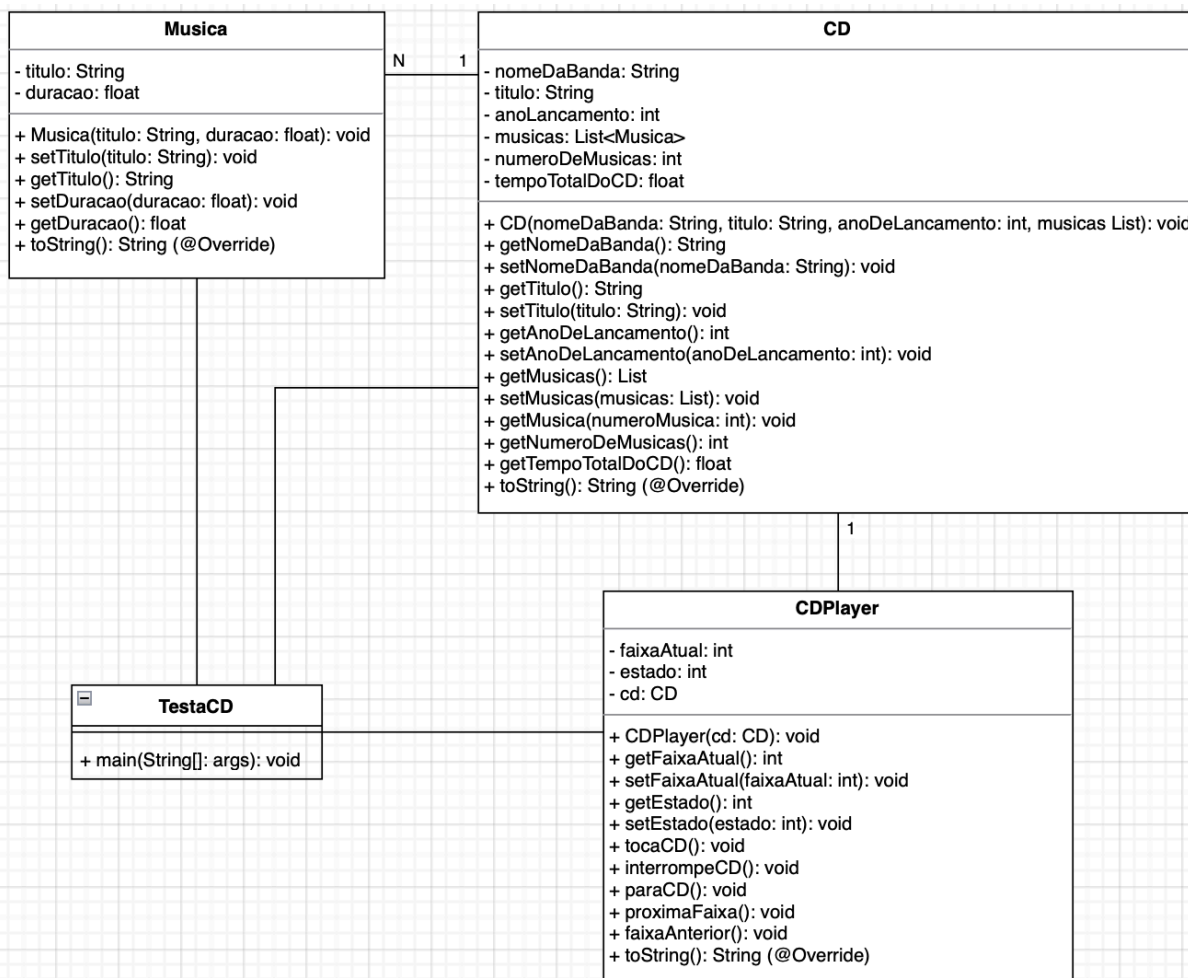 Musica
- titulo: String
- duracao: float
+ Musica(titulo: String, duracao: float): void
+ setTitulo(titulo: String): void
+ getTitulo(): String
+ setDuracao(duracao: float): void
+ getDuracao(): float
+ toString(): String (@Override)
N
1
CD
- nomeDaBanda: String
- titulo: String
- anoLancamento: int
- musicas: List<Musica>
- numeroDeMusicas: int
- tempoTotalDoCD: float
+ CD(nomeDaBanda: String, titulo: String, anoDeLancamento: int, musicas List): void
+ getNomeDaBanda(): String
+ setNomeDaBanda(nomeDaBanda: String): void
+ getTitulo(): String
+ setTitulo(titulo: String): void
+ getAnoDeLancamento(): int
+ setAnoDeLancamento(anoDeLancamento: int): void
+ getMusicas(): List
+ setMusicas(musicas: List): void
+ getMusica(numeroMusica: int): void
+ getNumeroDeMusicas(): int
+ getTempoTotalDoCD(): float
+ toString(): String (@Override)
1
CDPlayer
- faixaAtual: int
- estado: int
- cd: CD
+ CDPlayer(cd: CD): void
+ getFaixaAtual(): int
+ setFaixaAtual(faixaAtual: int): void
+ getEstado(): int
+ setEstado(estado: int): void
+ tocaCD(): void
+ interrompeCD(): void
+ paraCD(): void
+ proximaFaixa(): void
+ faixaAnterior(): void
+ toString(): String (@Override)
TestaCD
+ main(String[]: args): void